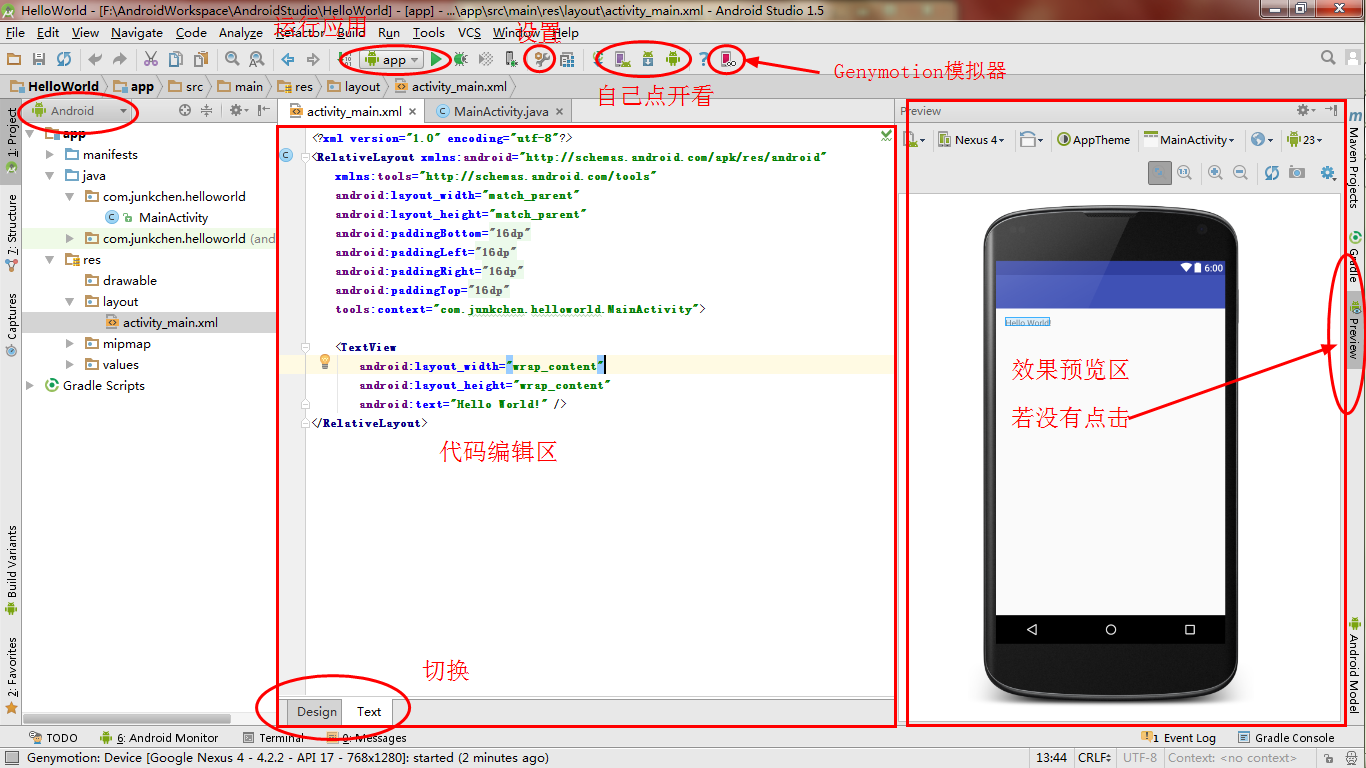 HelloWorld - [F:\AndroidWorkspace\AndroidStudio\HelloWorld] - [app] - ...\app\src\main\res\layout\activity_main.xml - Android Studio 1.5
File Edit View Navigate Code Analyze Refactor Build Run Tools VCS Window Help
运行应用
设置
app
Genymotion模拟器
自己点开看
HelloWorld app src main res layout activity_main.xml
Android
activity_main.xml
MainActivity.java
Preview
1: Project
7: Structure
Captures
Build Variants
2: Favorites
app
manifests
java
com.junkchen.helloworld
MainActivity
com.junkchen.helloworld (and
res
drawable
layout
activity_main.xml
mipmap
values
Gradle Scripts
<?xml version="1.0" encoding="utf-8"?>
<RelativeLayout xmlns:android="http://schemas.android.com/apk/res/android"
xmlns:tools="http://schemas.android.com/tools"
android:layout_width="match_parent"
android:layout_height="match_parent"
android:paddingBottom="16dp"
android:paddingLeft="16dp"
android:paddingRight="16dp"
android:paddingTop="16dp"
tools:context="com.junkchen.helloworld.MainActivity">
<TextView
android:layout_width="wrap_content"
android:layout_height="wrap_content"
android:text="Hello World!" />
</RelativeLayout>
代码编辑区
切换
Design Text
Nexus 4 AppTheme MainActivity 23
1:1
6:00
Hello World!
效果预览区
若没有点击
Maven Projects
Gradle
Preview
Android Model
TODO 6: Android Monitor Terminal 0: Messages 1 Event Log Gradle Console
Genymotion: Device [Google Nexus 4 - 4.2.2 - API 17 - 768x1280]: started (2 minutes ago) 13:44 CRLF UTF-8 Context: <no context>